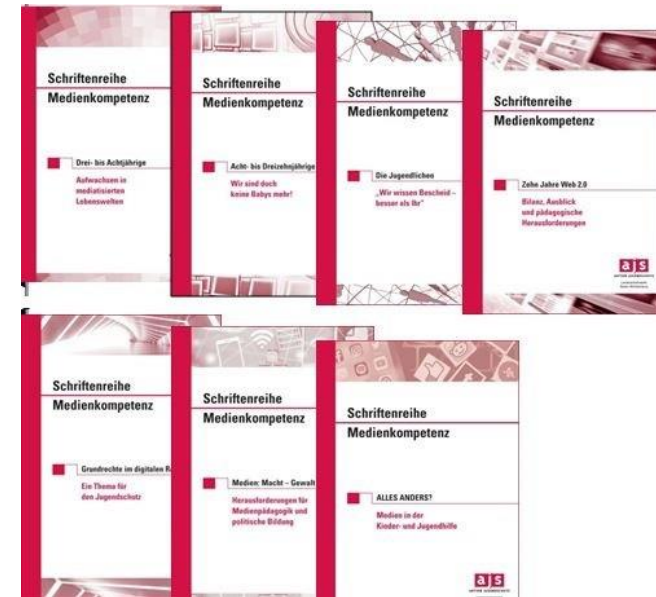 Schriftenreihe
Medienkompetenz
Drei- bis Achtjährige
Aufwachsen in
mediatisierten
Lebenswelten
Schriftenreihe
Medienkompetenz
Acht- bis Dreizehnjährige
Wir sind doch
keine Babys mehr!
Schriftenreihe
Medienkompetenz
Die Jugendlichen
„Wir wissen Bescheid –
besser als Ihr"
Schriftenreihe
Medienkompetenz
Zehn Jahre Web 2.0
Bilanz, Ausblick
und pädagogische
Herausforderungen
ajs
Schriftenreihe
Medienkompetenz
Grundrechte im digitalen R
Ein Thema für
den Jugendschutz
Schriftenreihe
Medienkompetenz
Medien: Macht – Gewalt
Herausforderungen für
Medienpädagogik und
politische Bildung
Schriftenreihe
Medienkompetenz
ALLES ANDERS?
Medien in der
Kinder- und Jugendhilfe
ajs